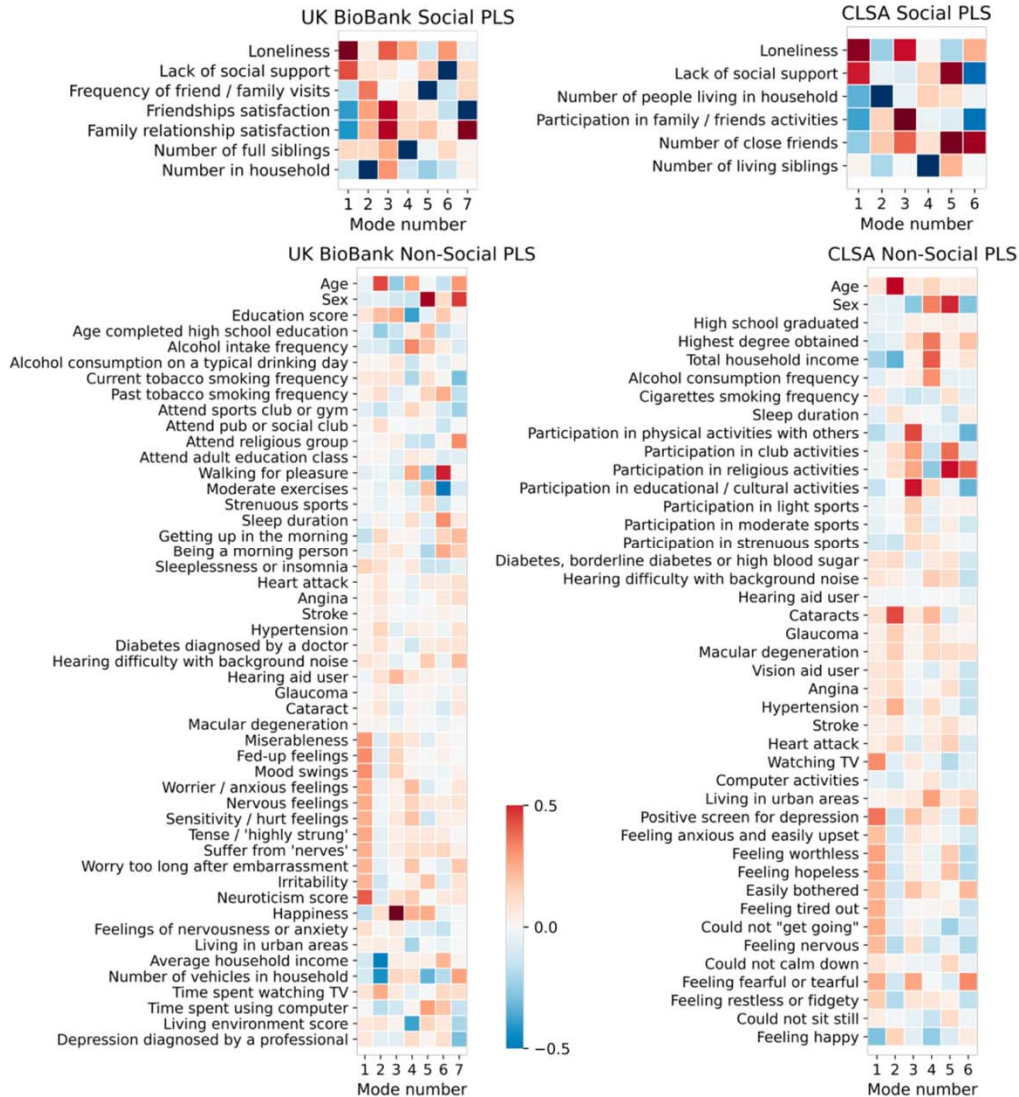 UK BioBank Social PLS
Loneliness
Lack of social support
Frequency of friend / family visits
Friendships satisfaction
Family relationship satisfaction
Number of full siblings
Number in household
1 2 3 4 5 6 7
Mode number
CLSA Social PLS
Loneliness
Lack of social support
Number of people living in household
Participation in family / friends activities
Number of close friends
Number of living siblings
1 2 3 4 5 6
Mode number
UK BioBank Non-Social PLS
Age
Sex
Education score
Age completed high school education
Alcohol intake frequency
Alcohol consumption on a typical drinking day
Current tobacco smoking frequency
Past tobacco smoking frequency
Attend sports club or gym
Attend pub or social club
Attend religious group
Attend adult education class
Walking for pleasure
Moderate exercises
Strenuous sports
Sleep duration
Getting up in the morning
Being a morning person
Sleeplessness or insomnia
Heart attack
Angina
Stroke
Hypertension
Diabetes diagnosed by a doctor
Hearing difficulty with background noise
Hearing aid user
Glaucoma
Cataract
Macular degeneration
Miserableness
Fed-up feelings
Mood swings
Worrier / anxious feelings
Nervous feelings
Sensitivity / hurt feelings
Tense / 'highly strung'
Suffer from 'nerves'
Worry too long after embarrassment
Irritability
Neuroticism score
Happiness
Feelings of nervousness or anxiety
Living in urban areas
Average household income
Number of vehicles in household
Time spent watching TV
Time spent using computer
Living environment score
Depression diagnosed by a professional
1 2 3 4 5 6 7
Mode number
0.5
0.0
−0.5
CLSA Non-Social PLS
Age
Sex
High school graduated
Highest degree obtained
Total household income
Alcohol consumption frequency
Cigarettes smoking frequency
Sleep duration
Participation in physical activities with others
Participation in club activities
Participation in religious activities
Participation in educational / cultural activities
Participation in light sports
Participation in moderate sports
Participation in strenuous sports
Diabetes, borderline diabetes or high blood sugar
Hearing difficulty with background noise
Hearing aid user
Cataracts
Glaucoma
Macular degeneration
Vision aid user
Angina
Hypertension
Stroke
Heart attack
Watching TV
Computer activities
Living in urban areas
Positive screen for depression
Feeling anxious and easily upset
Feeling worthless
Feeling hopeless
Easily bothered
Feeling tired out
Could not "get going"
Feeling nervous
Could not calm down
Feeling fearful or tearful
Feeling restless or fidgety
Could not sit still
Feeling happy
1 2 3 4 5 6
Mode number